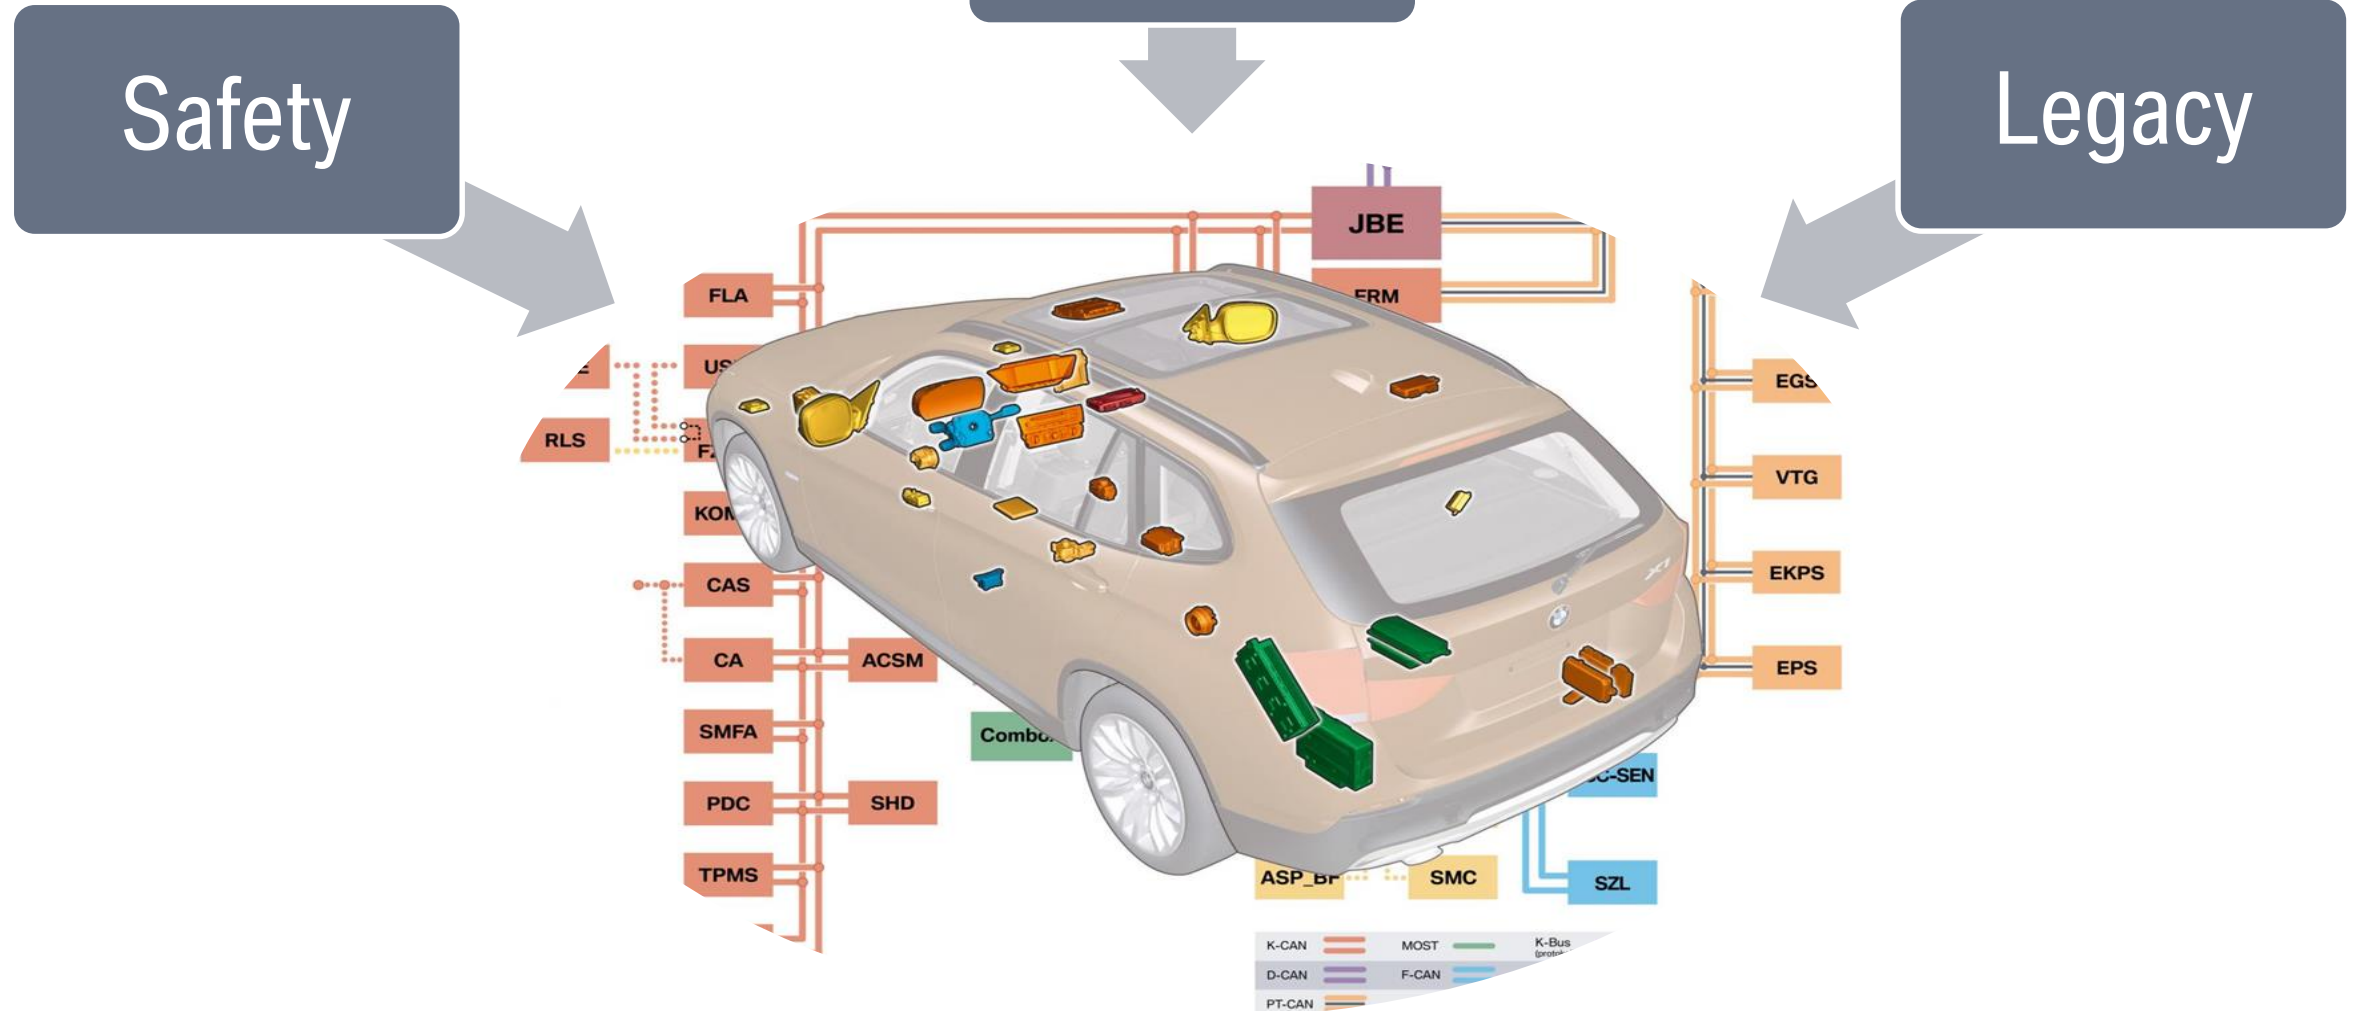 Safety
Legacy
JBE
FRM
FLA
RLS
CAS
CA
ACSM
SMFA
PDC
SHD
TPMS
EGS
VTG
EKPS
EPS
X1
SZL
SMC
K-CAN
MOST
K-Bus
D-CAN
F-CAN
PT-CAN